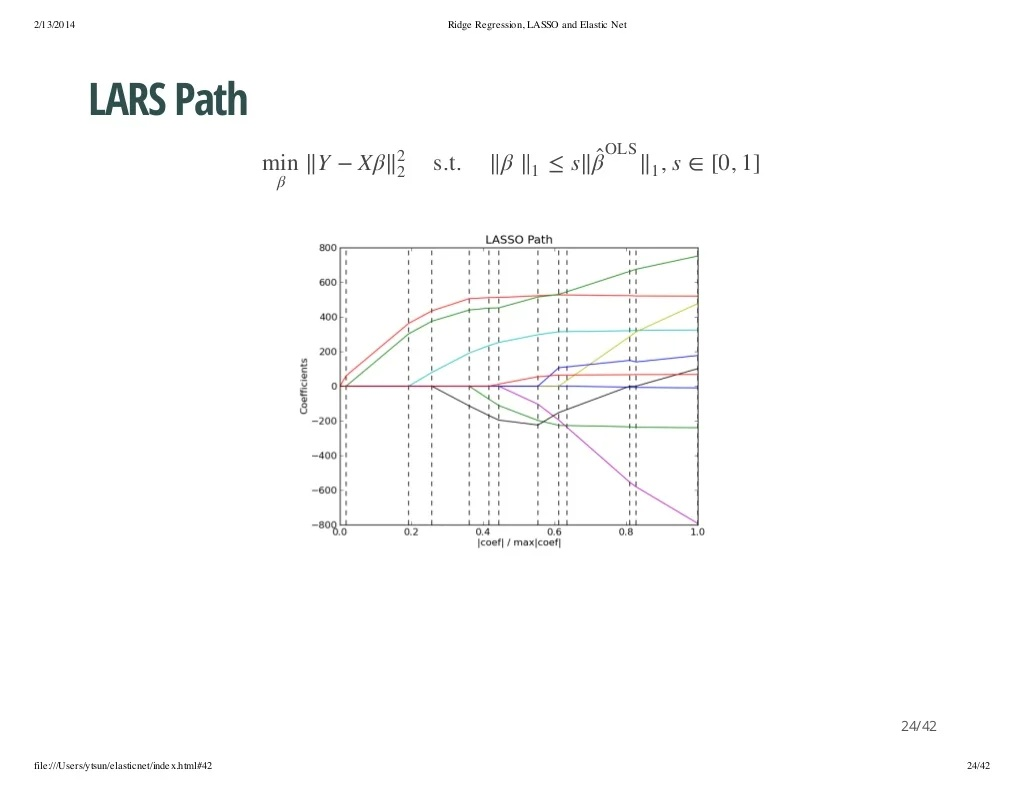 2/13/2014 Ridge Regression, LASSO and Elastic Net
LARS Path
min_β ‖Y − Xβ‖₂² s.t. ‖β ‖₁ ≤ s‖β̂^OLS ‖₁, s ∈ [0, 1]
LASSO Path
800
600
400
200
0
−200
−400
−600
−800
Coefficients
0.0 0.2 0.4 0.6 0.8 1.0
|coef| / max|coef|
24/42
file:///Users/ytsun/elasticnet/index.html#42 24/42